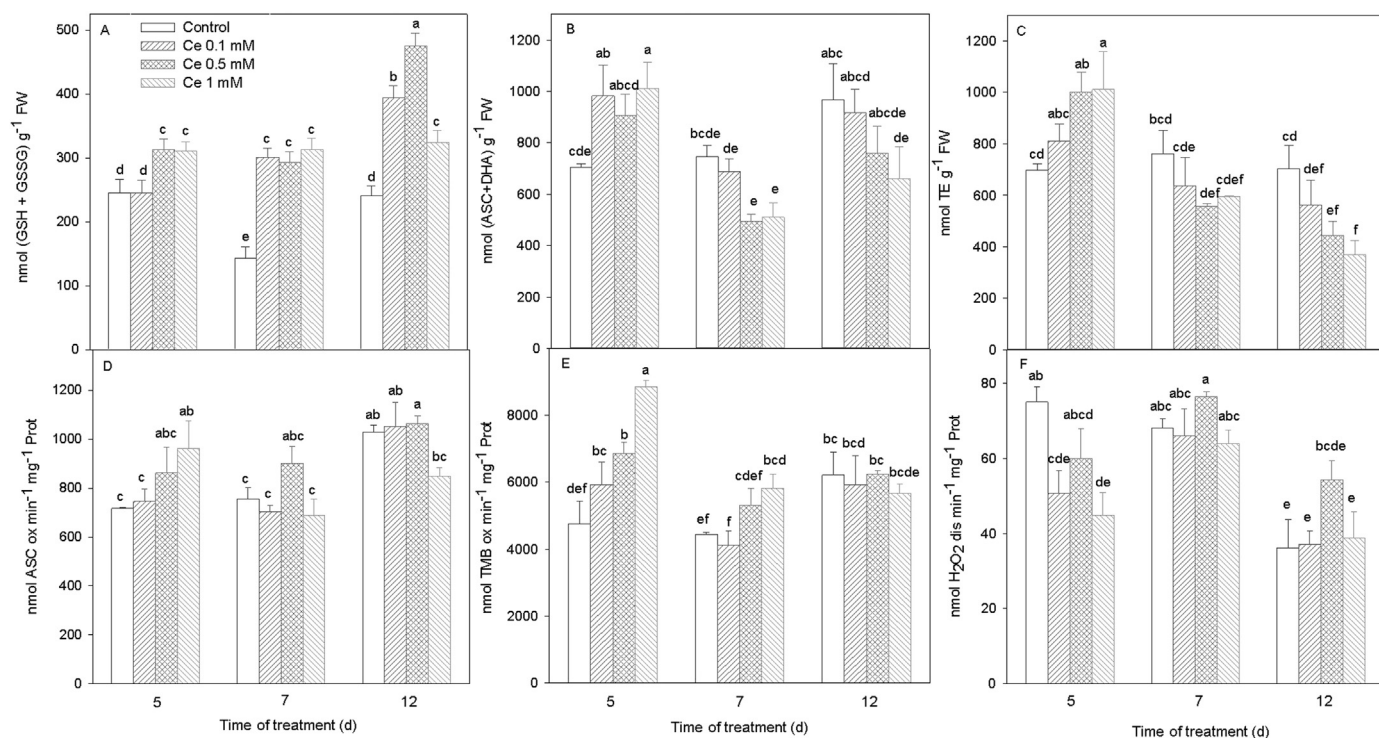 A
Control
Ce 0.1 mM
Ce 0.5 mM
Ce 1 mM
nmol (GSH + GSSG) g-1 FW
500
400
300
200
100
0
d
d
c
c
e
c
c
c
d
b
a
c
B
nmol (ASC+DHA) g-1 FW
1200
1000
800
600
400
200
0
cde
ab
abcd
a
bcde
de
e
e
abc
abcd
abcde
de
C
nmol TE g-1 FW
1200
1000
800
600
400
200
0
cd
abc
ab
a
bcd
cde
def
cdef
cd
def
ef
f
D
nmol ASC ox min-1 mg-1 Prot
1200
1000
800
600
400
200
0
c
c
abc
ab
c
c
abc
c
ab
ab
a
bc
5
7
12
Time of treatment (d)
E
nmol TMB ox min-1 mg-1 Prot
8000
6000
4000
2000
0
def
bc
b
a
ef
f
cdef
bcd
bc
bcd
bc
bcde
5
7
12
Time of treatment (d)
F
nmol H2O2 dis min-1 mg-1 Prot
80
60
40
20
0
ab
cde
abcd
de
abc
abc
a
abc
e
e
bcde
e
5
7
12
Time of treatment (d)